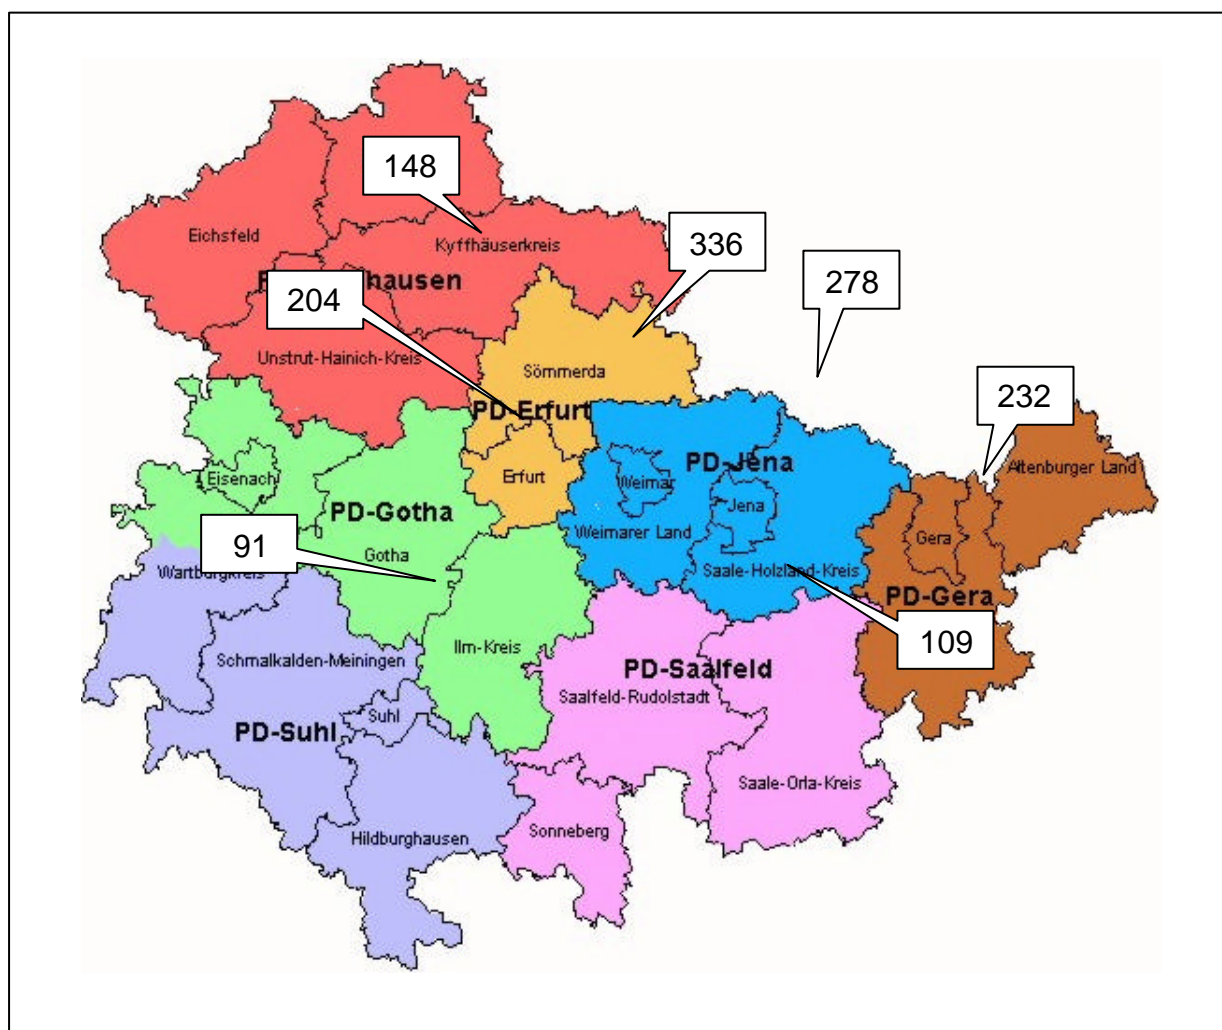 148
336
Eichsfeld
Kyffhäuserkreis
hausen
278
204
Unstrut-Hainich-Kreis
Sömmerda
232
PD-Erfurt
PD-Jena
Altenburger Land
Eisenach
Erfurt
Weimar
Jena
PD-Gotha
Weimarer Land
Gera
91
Gotha
Wartburgkreis
Saale-Holzland-Kreis
PD-Gera
109
Schmalkalden-Meiningen
Ilm-Kreis
PD-Saalfeld
Saalfeld-Rudolstadt
Suhl
PD-Suhl
Saale-Orla-Kreis
Hildburghausen
Sonneberg